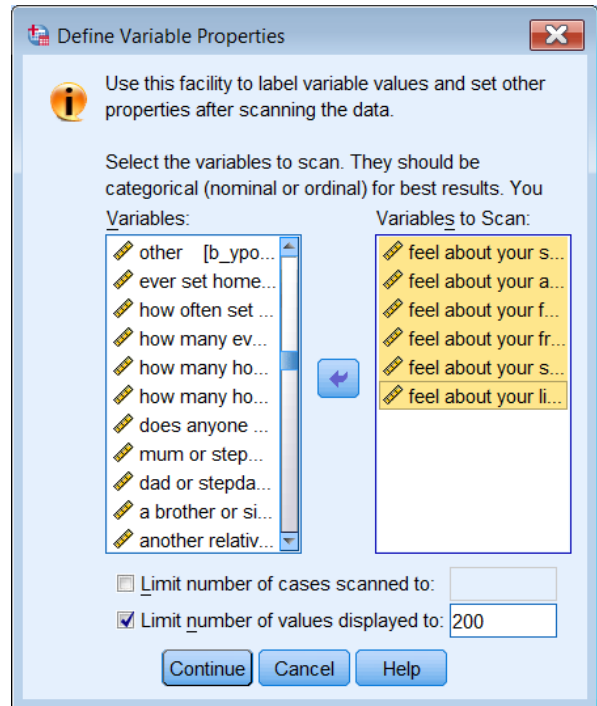 Define Variable Properties
Use this facility to label variable values and set other
properties after scanning the data.
Select the variables to scan. They should be
categorical (nominal or ordinal) for best results. You
Variables:
other [b_ypo...
ever set home...
how often set ...
how many ev...
how many ho...
how many ho...
does anyone ...
mum or step...
dad or stepda...
a brother or si...
another relativ...
Variables to Scan:
feel about your s...
feel about your a...
feel about your f...
feel about your fr...
feel about your s...
feel about your li...
Limit number of cases scanned to:
Limit number of values displayed to: 200
Continue Cancel Help